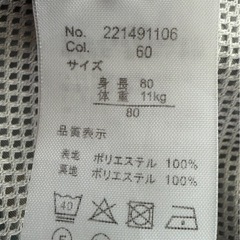 No. 221491106
Col. 60
サイズ
身長 80
体重 11kg
80
品質表示
表地 ポリエステル 100%
裏地 ポリエステル 100%
40